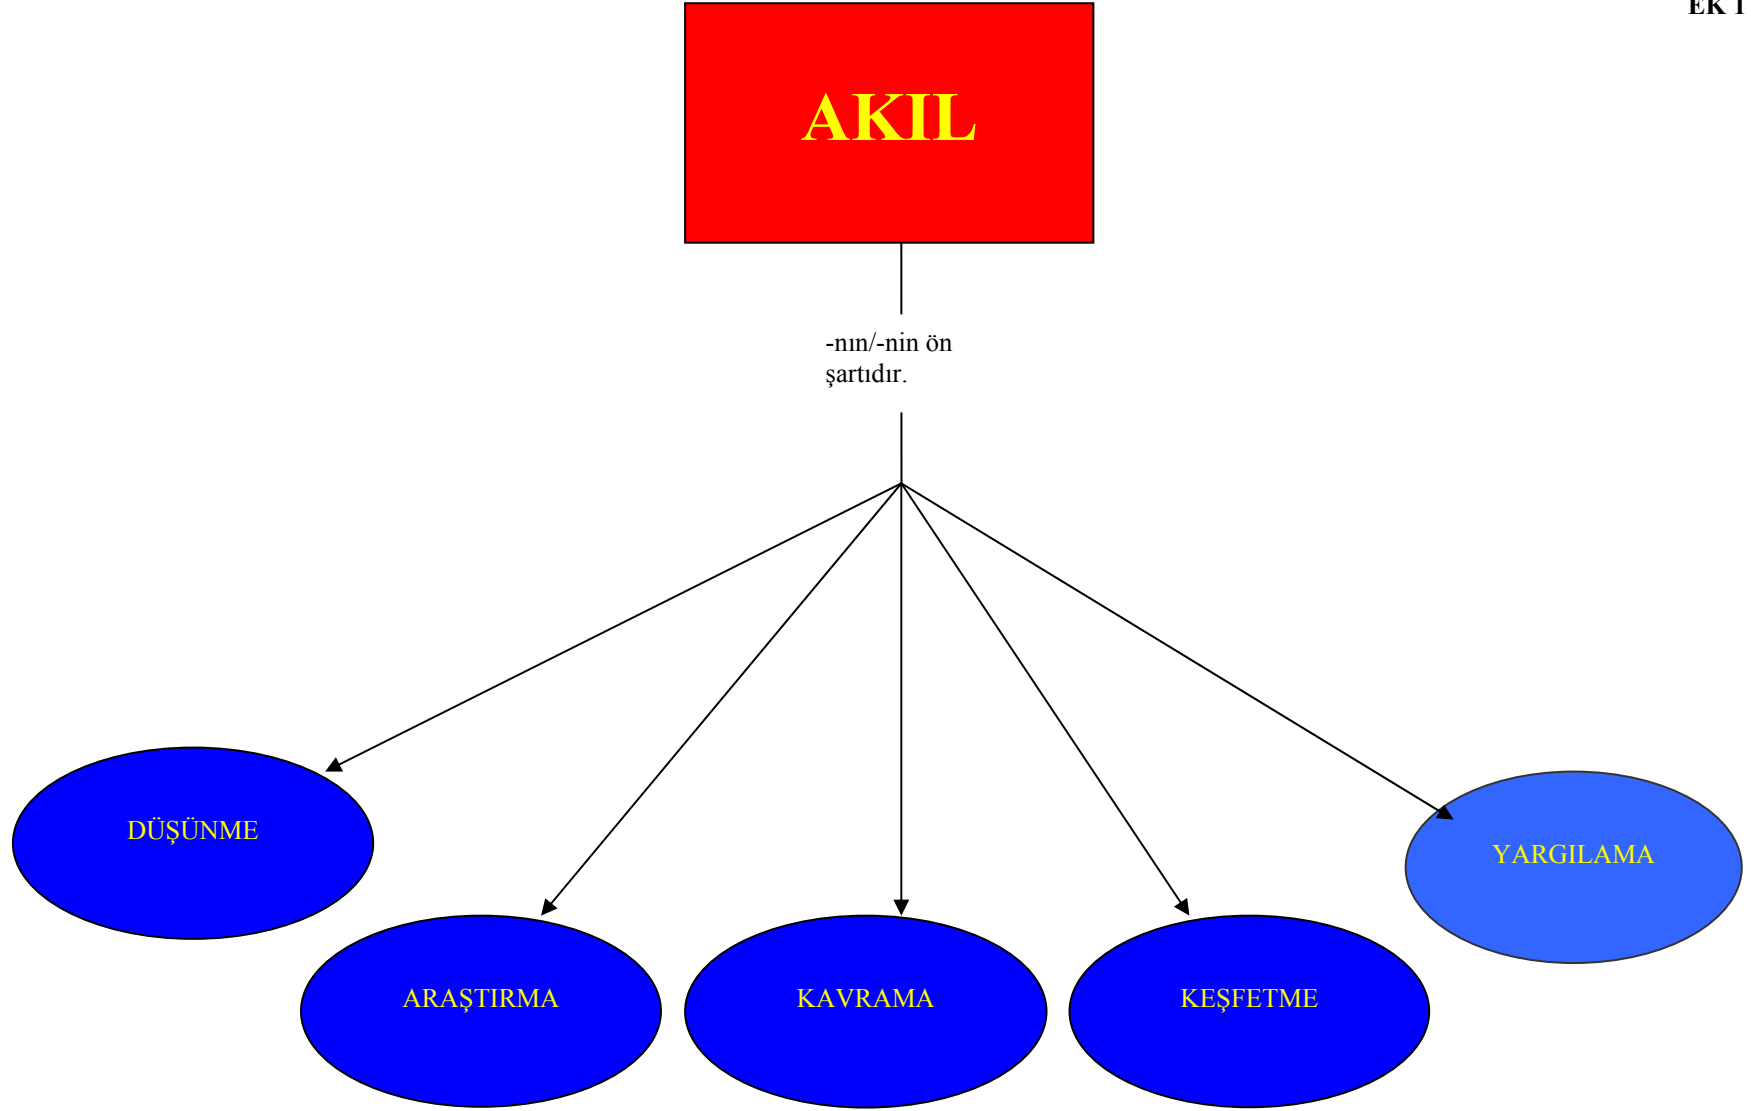 EK 1
AKIL
-nın/-nin ön
şartıdır.
DÜŞÜNME
YARGILAMA
ARAŞTIRMA
KAVRAMA
KEŞFETME